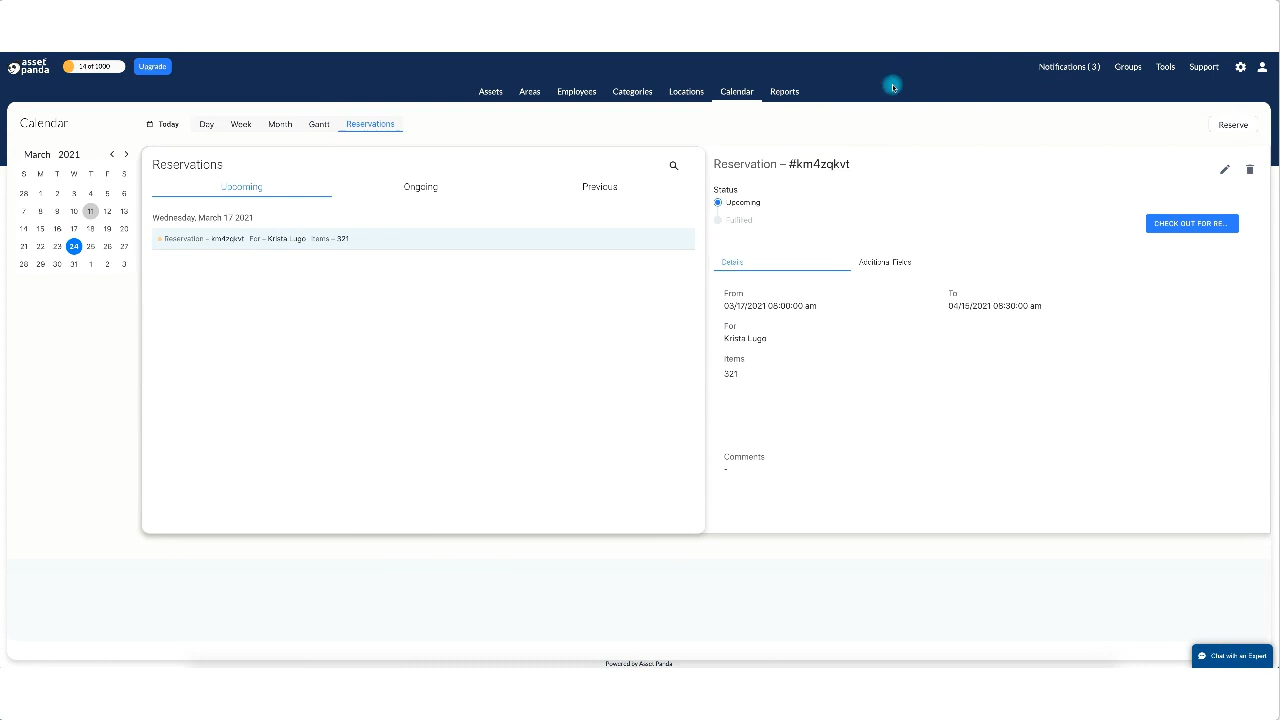 asset panda
14 of 1000
Upgrade
Notifications ( 3 )
Groups
Tools
Support
Assets
Areas
Employees
Categories
Locations
Calendar
Reports
Calendar
Today
Day
Week
Month
Gantt
Reservations
Reserve
March 2021
S M T W T F S
28 1 2 3 4 5 6
7 8 9 10 11 12 13
14 15 16 17 18 19 20
21 22 23 24 25 26 27
28 29 30 31 1 2 3
Reservations
Upcoming
Ongoing
Previous
Wednesday, March 17 2021
Reservation – km4zqkvt For – Krista Lugo Items – 321
Reservation – #km4zqkvt
Status
Upcoming
Fulfilled
CHECK OUT FOR RE...
Details
Additional Fields
From
03/17/2021 08:00:00 am
To
04/15/2021 08:30:00 am
For
Krista Lugo
Items
321
Comments
-
Powered by Asset Panda
Chat with an Expert